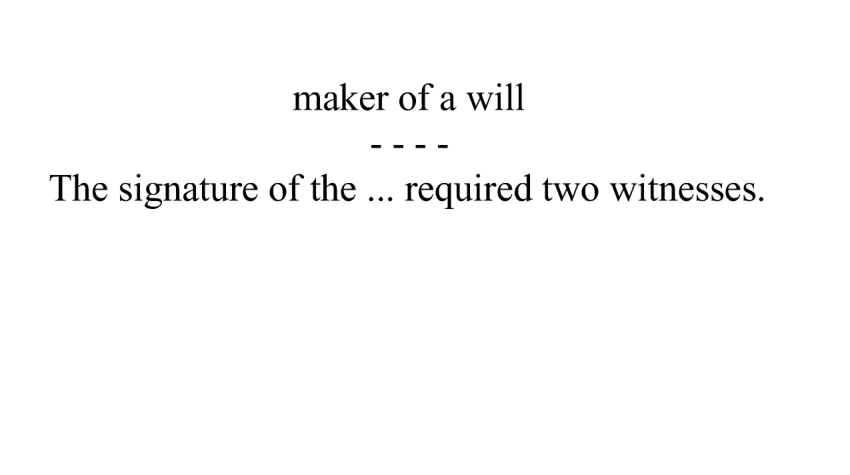 maker of a will
- - - -
The signature of the ... required two witnesses.